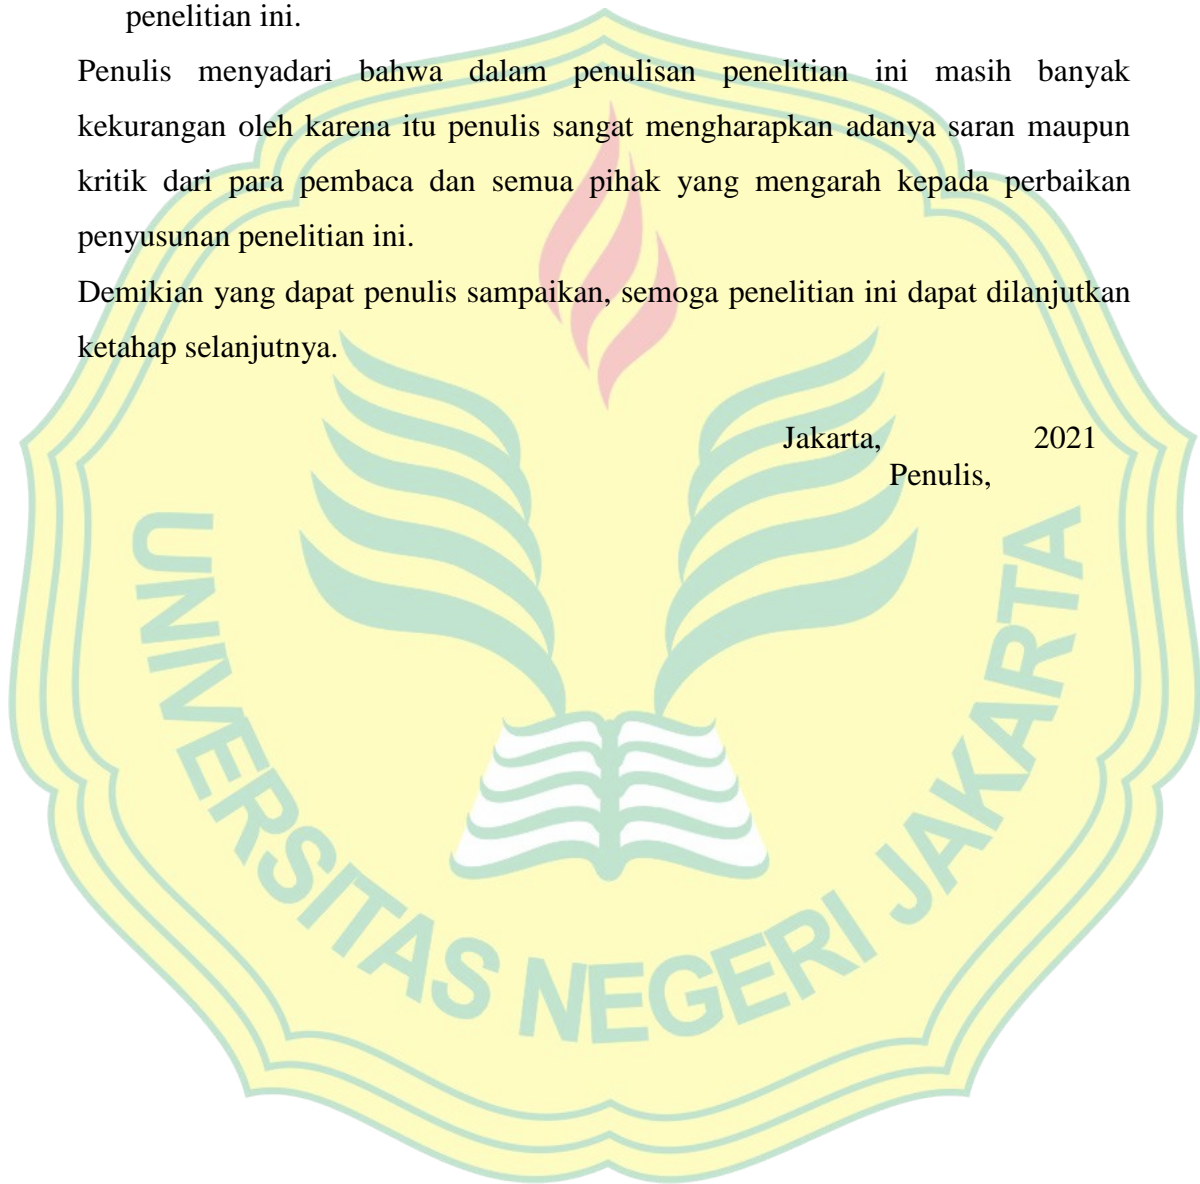 penelitian ini.
Penulis menyadari bahwa dalam penulisan penelitian ini masih banyak
kekurangan oleh karena itu penulis sangat mengharapkan adanya saran maupun
kritik dari para pembaca dan semua pihak yang mengarah kepada perbaikan
penyusunan penelitian ini.
Demikian yang dapat penulis sampaikan, semoga penelitian ini dapat dilanjutkan
ketahap selanjutnya.
Jakarta, 2021
Penulis,
UNIVERSITAS NEGERI JAKARTA